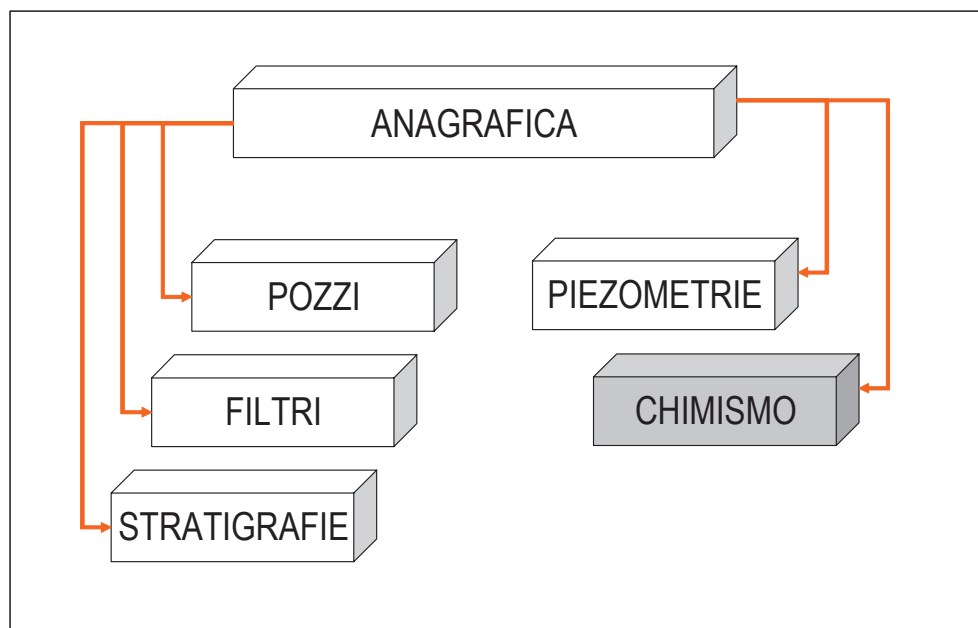 ANAGRAFICA
POZZI
PIEZOMETRIE
FILTRI
CHIMISMO
STRATIGRAFIE